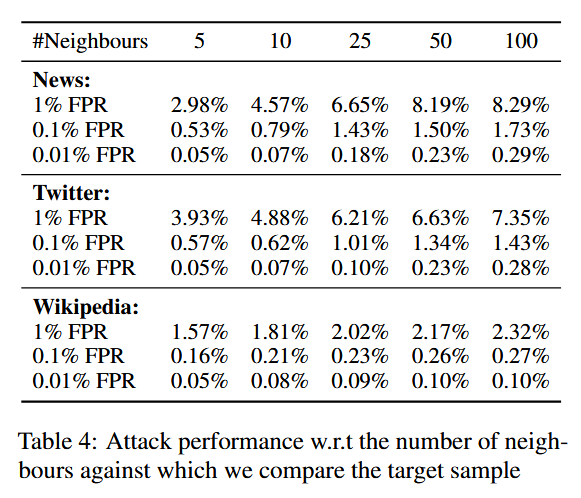 #Neighbours 5 10 25 50 100
News:
1% FPR 2.98% 4.57% 6.65% 8.19% 8.29%
0.1% FPR 0.53% 0.79% 1.43% 1.50% 1.73%
0.01% FPR 0.05% 0.07% 0.18% 0.23% 0.29%
Twitter:
1% FPR 3.93% 4.88% 6.21% 6.63% 7.35%
0.1% FPR 0.57% 0.62% 1.01% 1.34% 1.43%
0.01% FPR 0.05% 0.07% 0.10% 0.23% 0.28%
Wikipedia:
1% FPR 1.57% 1.81% 2.02% 2.17% 2.32%
0.1% FPR 0.16% 0.21% 0.23% 0.26% 0.27%
0.01% FPR 0.05% 0.08% 0.09% 0.10% 0.10%
Table 4: Attack performance w.r.t the number of neigh-
bours against which we compare the target sample